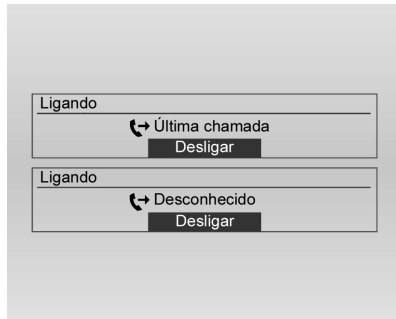 Ligando
Última chamada
Desligar
Ligando
Desconhecido
Desligar